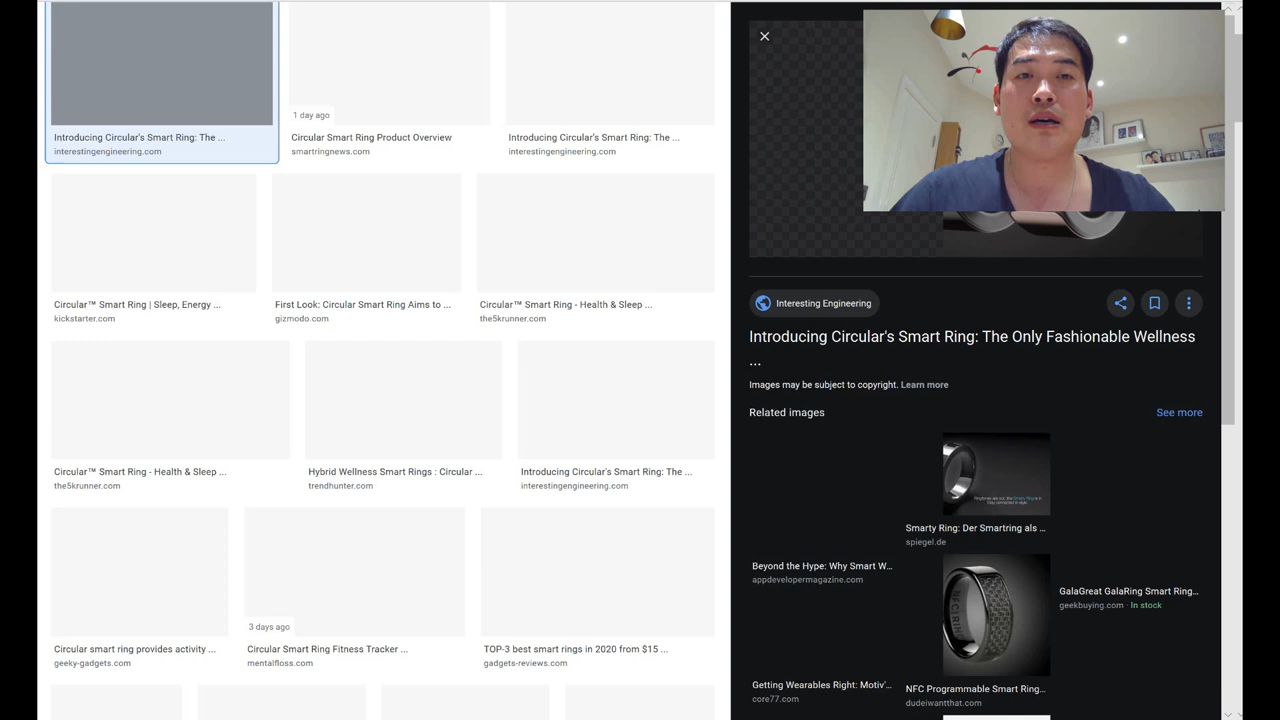 Introducing Circular's Smart Ring: The ...
interestingengineering.com
1 day ago
Circular Smart Ring Product Overview
smartringnews.com
Introducing Circular's Smart Ring: The ...
interestingengineering.com
Circular™ Smart Ring | Sleep, Energy ...
kickstarter.com
First Look: Circular Smart Ring Aims to ...
gizmodo.com
Circular™ Smart Ring - Health & Sleep ...
the5krunner.com
Circular™ Smart Ring - Health & Sleep ...
the5krunner.com
Hybrid Wellness Smart Rings : Circular ...
trendhunter.com
Introducing Circular's Smart Ring: The ...
interestingengineering.com
Circular smart ring provides activity ...
geeky-gadgets.com
3 days ago
Circular Smart Ring Fitness Tracker ...
mentalfloss.com
TOP-3 best smart rings in 2020 from $15 ...
gadgets-reviews.com
Interesting Engineering
Introducing Circular's Smart Ring: The Only Fashionable Wellness
...
Images may be subject to copyright. Learn more
Related images
See more
Smarty Ring: Der Smartring als ...
spiegel.de
Beyond the Hype: Why Smart W...
appdevelopermagazine.com
NFC RING
GalaGreat GalaRing Smart Ring...
geekbuying.com · In stock
Getting Wearables Right: Motiv'...
core77.com
NFC Programmable Smart Ring...
dudeiwantthat.com